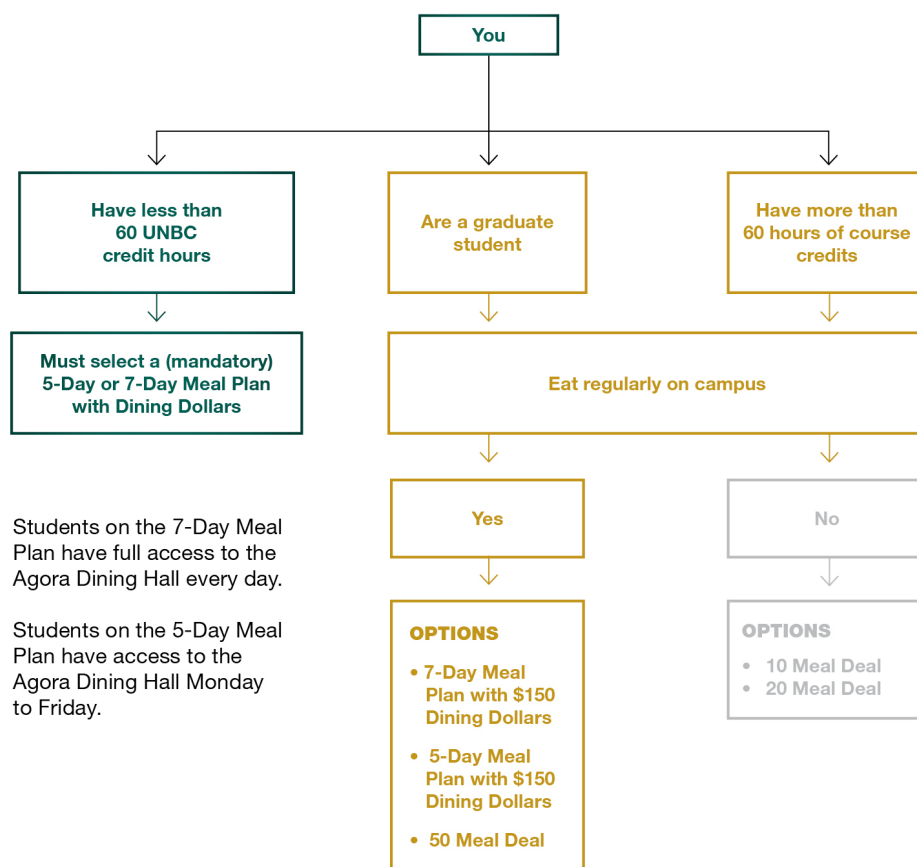 You
Have less than
60 UNBC
credit hours
Are a graduate
student
Have more than
60 hours of course
credits
Must select a (mandatory)
5-Day or 7-Day Meal Plan
with Dining Dollars
Eat regularly on campus
Yes
No
Students on the 7-Day Meal
Plan have full access to the
Agora Dining Hall every day.
Students on the 5-Day Meal
Plan have access to the
Agora Dining Hall Monday
to Friday.
OPTIONS
• 7-Day Meal
Plan with $150
Dining Dollars
• 5-Day Meal
Plan with $150
Dining Dollars
• 50 Meal Deal
OPTIONS
• 10 Meal Deal
• 20 Meal Deal